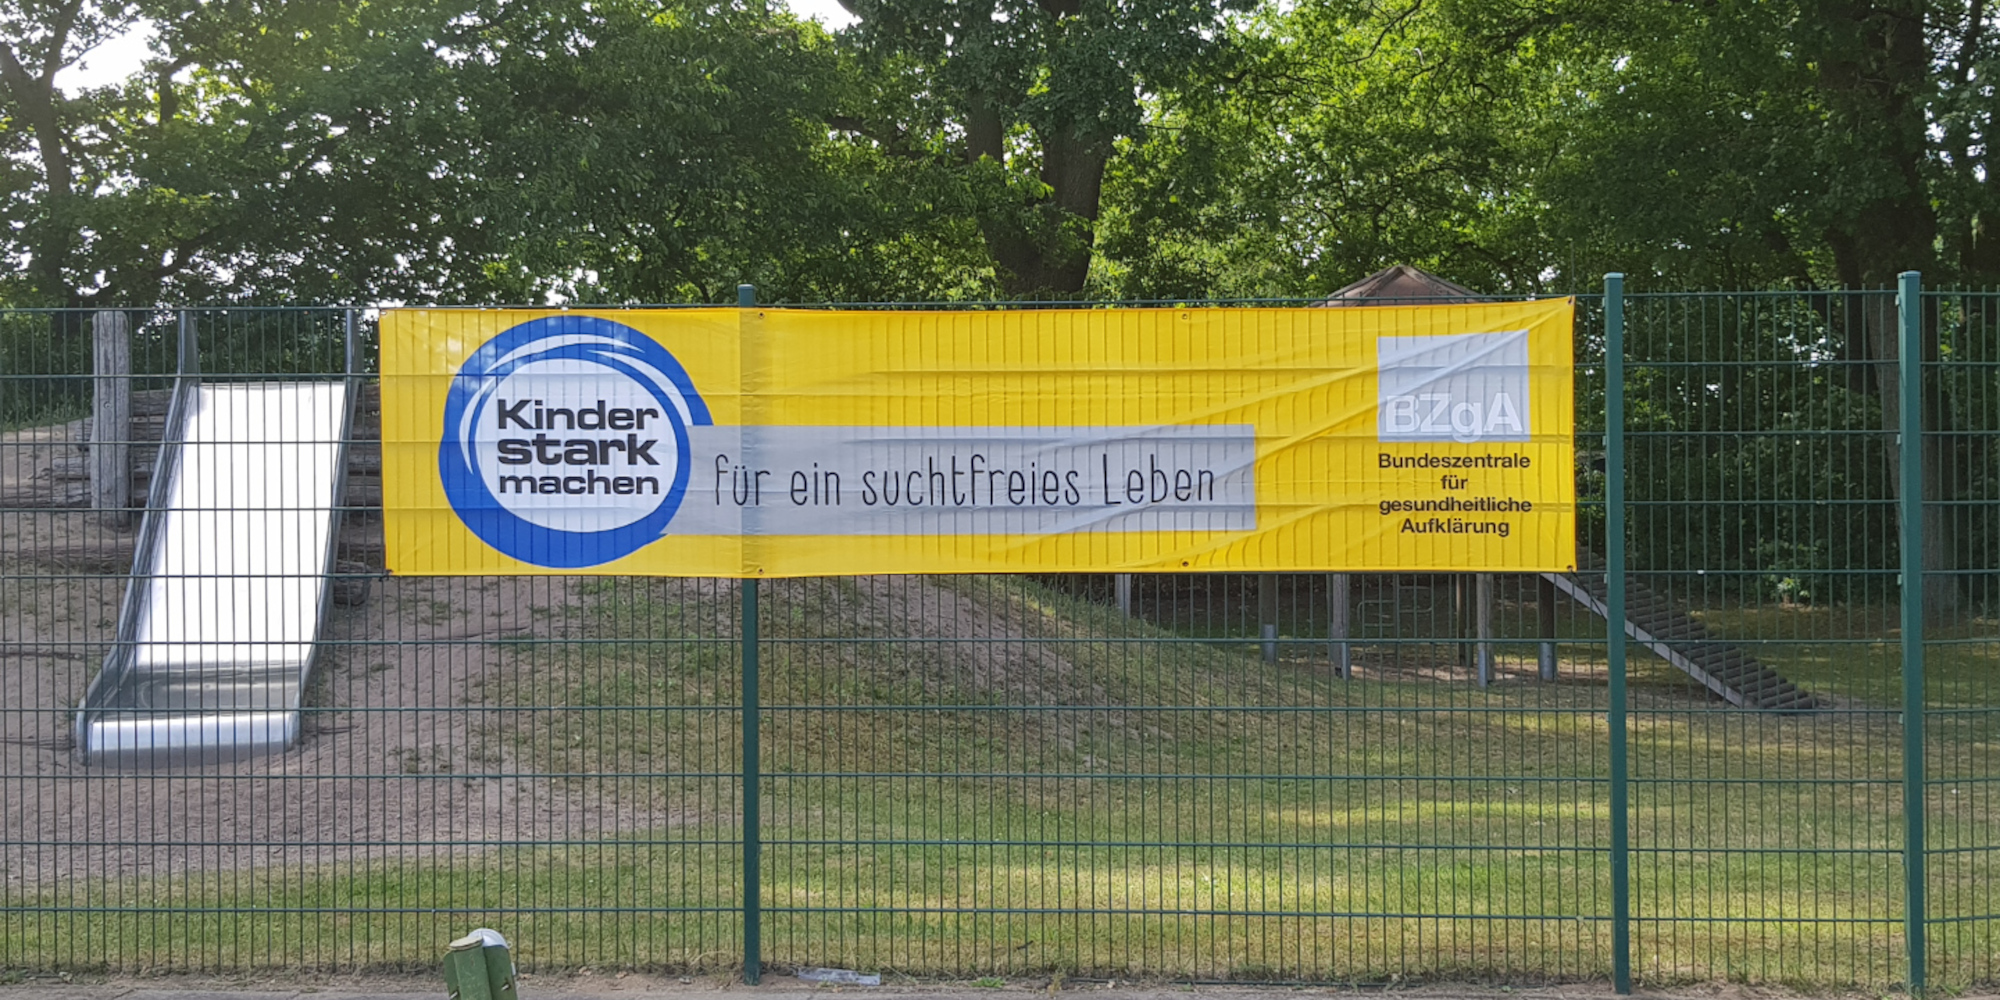 Kinder
stark
machen
für ein suchtfreies Leben
BZgA
Bundeszentrale
für
gesundheitliche
Aufklärung